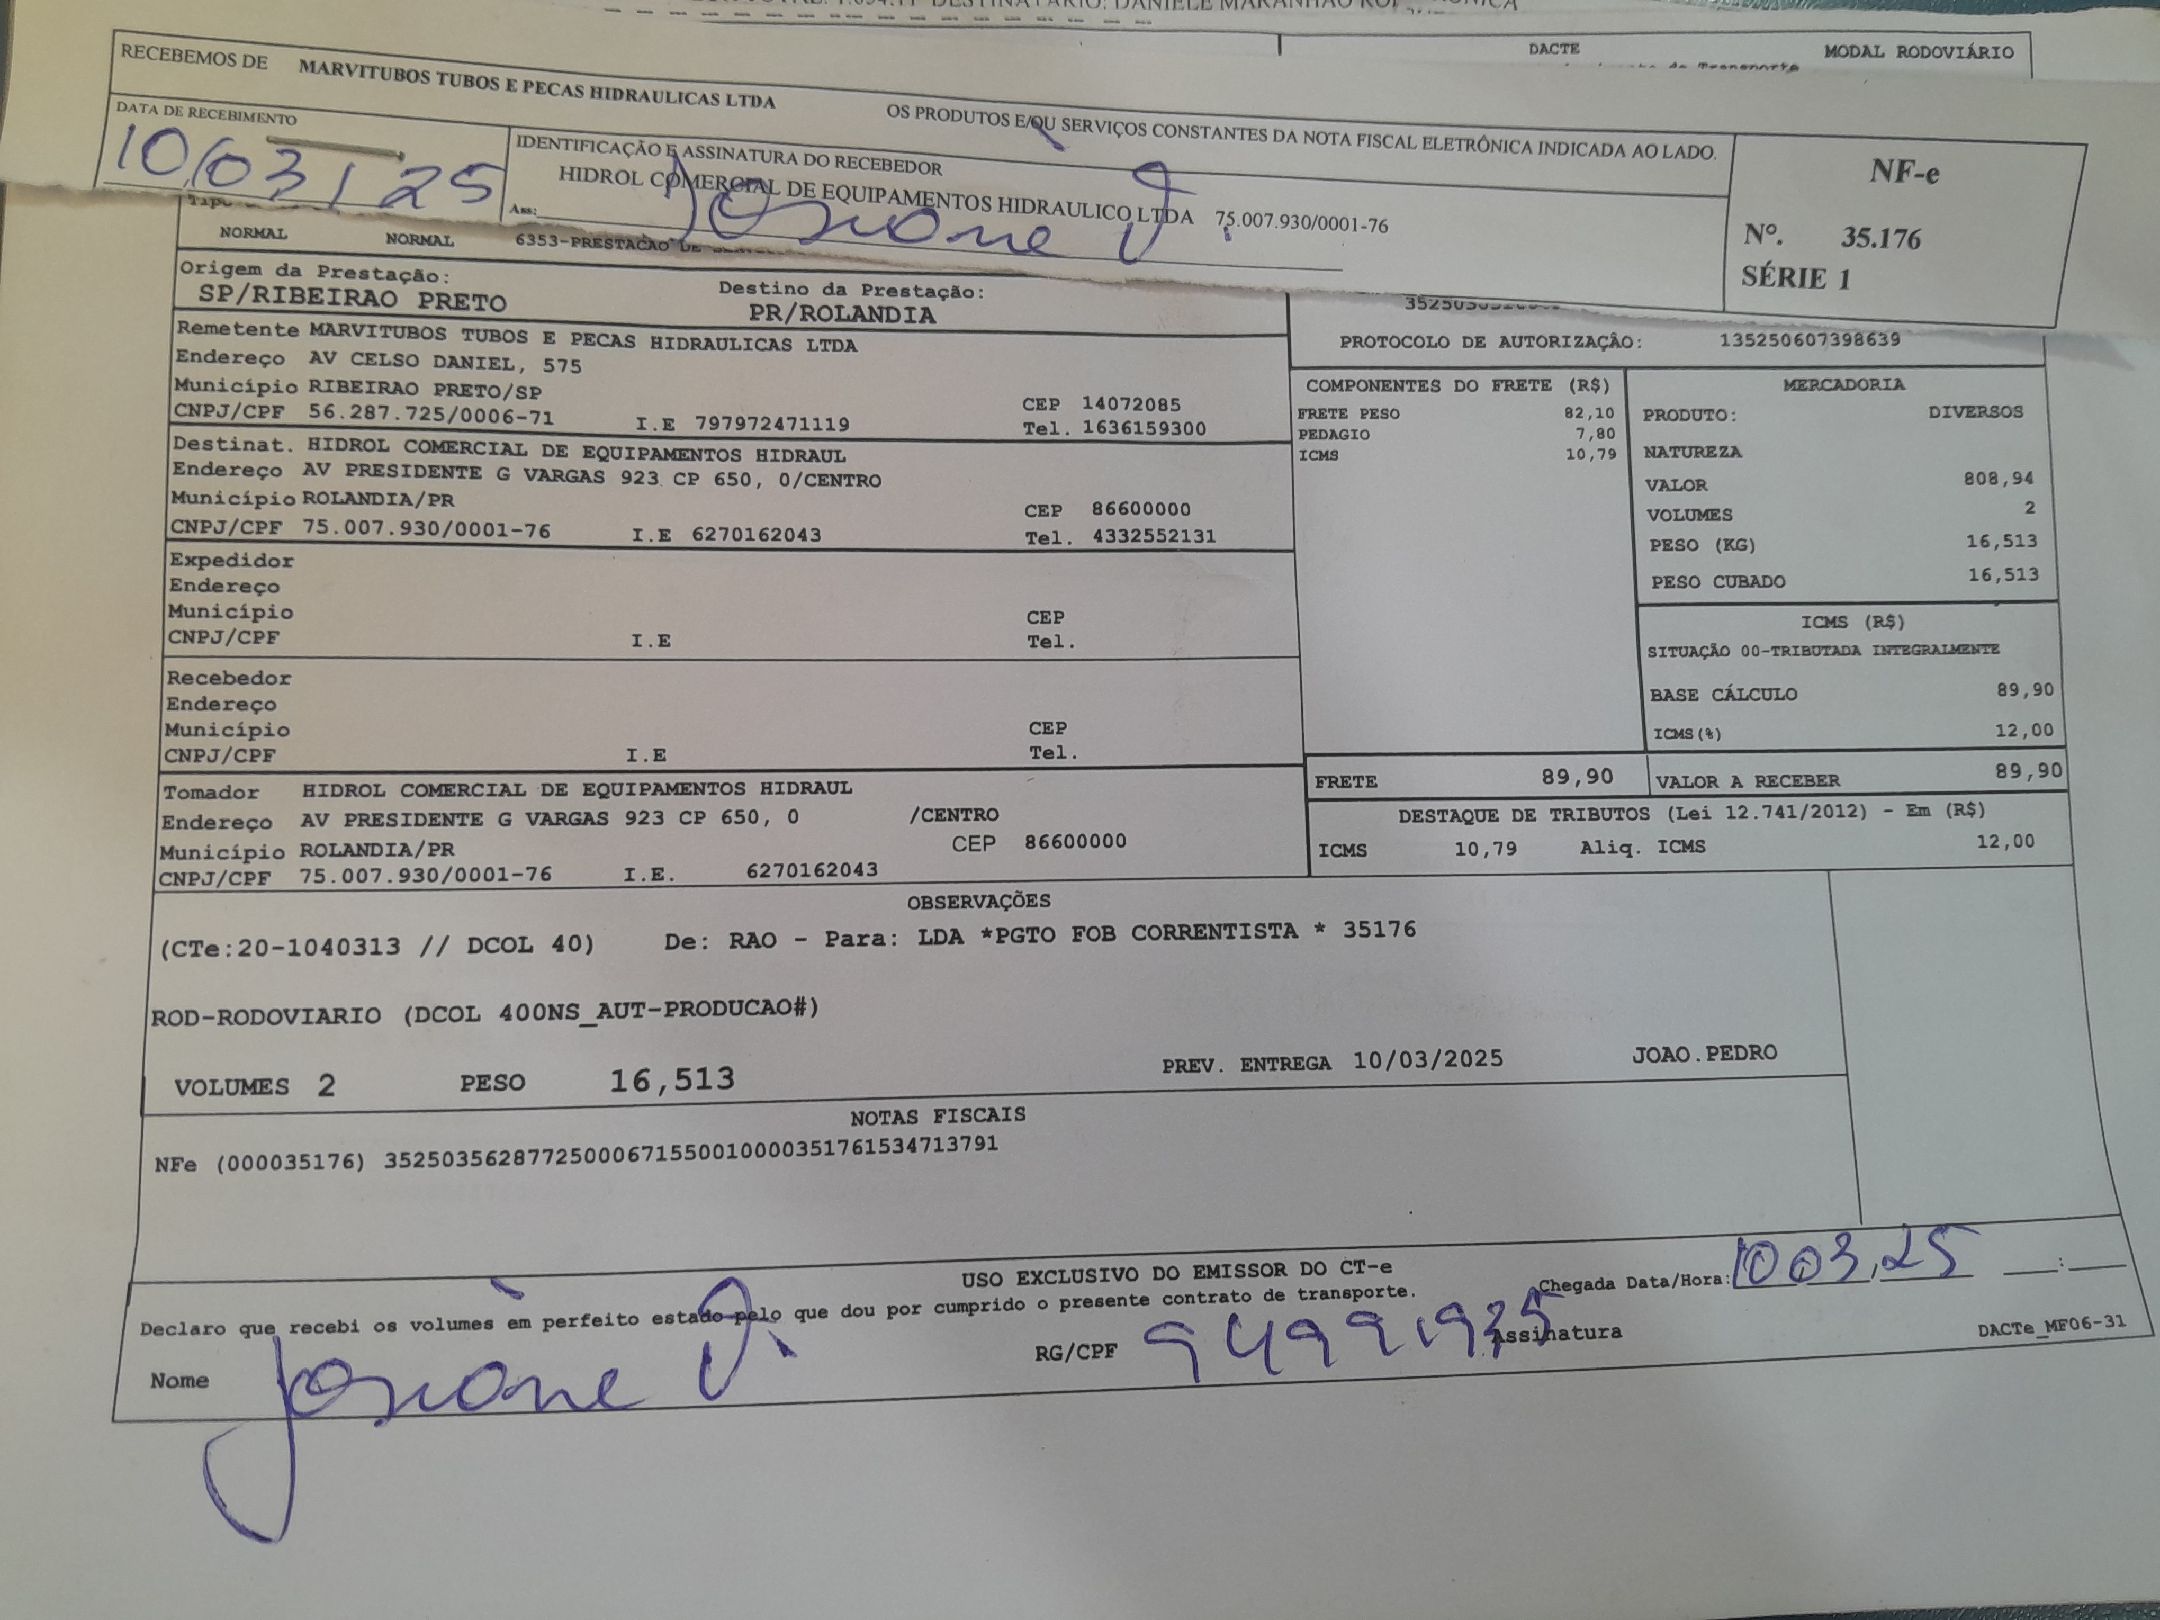 DACTE
MODAL RODOVIÁRIO
RECEBEMOS DE MARVITUBOS TUBOS E PECAS HIDRAULICAS LTDA OS PRODUTOS E/OU SERVIÇOS CONSTANTES DA NOTA FISCAL ELETRÔNICA INDICADA AO LADO.
DATA DE RECEBIMENTO
10/03/25
IDENTIFICAÇÃO E ASSINATURA DO RECEBEDOR
HIDROL COMERCIAL DE EQUIPAMENTOS HIDRAULICO LTDA 75.007.930/0001-76
Ass:
NF-e
Nº. 35.176
SÉRIE 1
NORMAL NORMAL 6353-PRESTACAO DE
Origem da Prestação:
SP/RIBEIRAO PRETO
Destino da Prestação:
PR/ROLANDIA
PROTOCOLO DE AUTORIZAÇÃO: 135250607398639
Remetente MARVITUBOS TUBOS E PECAS HIDRAULICAS LTDA
Endereço AV CELSO DANIEL, 575
Município RIBEIRAO PRETO/SP CEP 14072085
CNPJ/CPF 56.287.725/0006-71 I.E 797972471119 Tel. 1636159300
Destinat. HIDROL COMERCIAL DE EQUIPAMENTOS HIDRAUL
Endereço AV PRESIDENTE G VARGAS 923 CP 650, 0/CENTRO
Município ROLANDIA/PR CEP 86600000
CNPJ/CPF 75.007.930/0001-76 I.E 6270162043 Tel. 4332552131
Expedidor
Endereço
Município CEP
CNPJ/CPF I.E Tel.
Recebedor
Endereço
Município CEP
CNPJ/CPF I.E Tel.
Tomador HIDROL COMERCIAL DE EQUIPAMENTOS HIDRAUL
Endereço AV PRESIDENTE G VARGAS 923 CP 650, 0 /CENTRO
Município ROLANDIA/PR CEP 86600000
CNPJ/CPF 75.007.930/0001-76 I.E. 6270162043
COMPONENTES DO FRETE (R$)
FRETE PESO 82,10
PEDAGIO 7,80
ICMS 10,79
MERCADORIA
PRODUTO: DIVERSOS
NATUREZA
VALOR 808,94
VOLUMES 2
PESO (KG) 16,513
PESO CUBADO 16,513
ICMS (R$)
SITUAÇÃO 00-TRIBUTADA INTEGRALMENTE
BASE CÁLCULO 89,90
ICMS(%) 12,00
FRETE 89,90 VALOR A RECEBER 89,90
DESTAQUE DE TRIBUTOS (Lei 12.741/2012) - Em (R$)
ICMS 10,79 Aliq. ICMS 12,00
OBSERVAÇÕES
(CTe:20-1040313 // DCOL 40) De: RAO - Para: LDA *PGTO FOB CORRENTISTA * 35176
ROD-RODOVIARIO (DCOL 400NS_AUT-PRODUCAO#)
VOLUMES 2 PESO 16,513 PREV. ENTREGA 10/03/2025 JOAO.PEDRO
NOTAS FISCAIS
NFe (000035176) 35250356287725000671550010000351761534713791
USO EXCLUSIVO DO EMISSOR DO CT-e
Declaro que recebi os volumes em perfeito estado pelo que dou por cumprido o presente contrato de transporte.
Chegada Data/Hora: 10 03 25 :
Nome
RG/CPF
Assinatura
DACTe_MF06-31